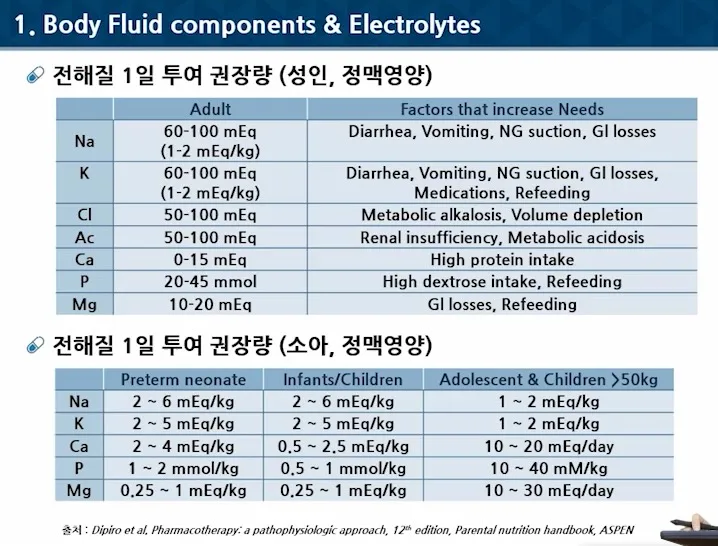 1. Body Fluid components & Electrolytes
전해질 1일 투여 권장량 (성인, 정맥영양)
Adult Factors that increase Needs
Na 60-100 mEq (1-2 mEq/kg) Diarrhea, Vomiting, NG suction, Gl losses
K 60-100 mEq (1-2 mEq/kg) Diarrhea, Vomiting, NG suction, Gl losses, Medications, Refeeding
Cl 50-100 mEq Metabolic alkalosis, Volume depletion
Ac 50-100 mEq Renal insufficiency, Metabolic acidosis
Ca 0-15 mEq High protein intake
P 20-45 mmol High dextrose intake, Refeeding
Mg 10-20 mEq Gl losses, Refeeding
전해질 1일 투여 권장량 (소아, 정맥영양)
Preterm neonate Infants/Children Adolescent & Children >50kg
Na 2 ~ 6 mEq/kg 2 ~ 6 mEq/kg 1 ~ 2 mEq/kg
K 2 ~ 5 mEq/kg 2 ~ 5 mEq/kg 1 ~ 2 mEq/kg
Ca 2 ~ 4 mEq/kg 0.5 ~ 2.5 mEq/kg 10 ~ 20 mEq/day
P 1 ~ 2 mmol/kg 0.5 ~ 1 mmol/kg 10 ~ 40 mM/kg
Mg 0.25 ~ 1 mEq/kg 0.25 ~ 1 mEq/kg 10 ~ 30 mEq/day
출처 : Dipiro et al, Pharmacotherapy: a pathophysiologic approach, 12th edition, Parental nutrition handbook, ASPEN